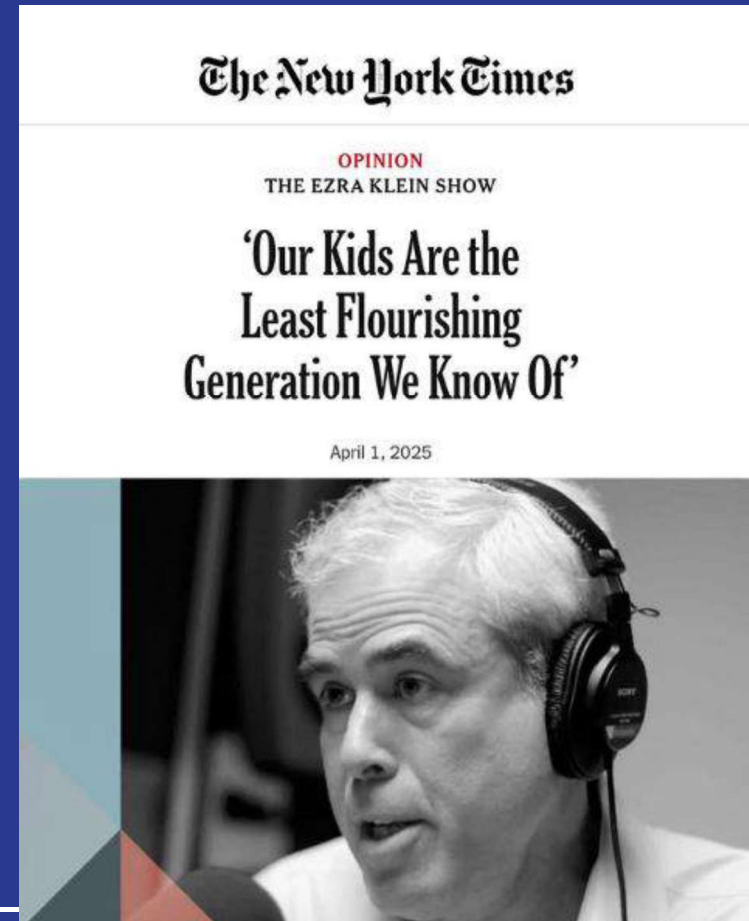 The New York Times
OPINION
THE EZRA KLEIN SHOW
‘Our Kids Are the
Least Flourishing
Generation We Know Of’
April 1, 2025
SONY